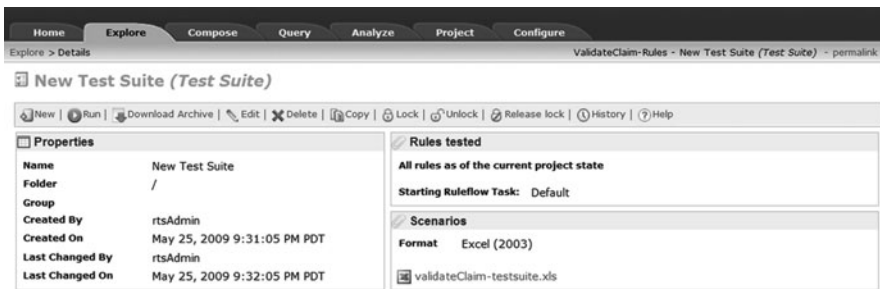 Home Explore Compose Query Analyze Project Configure
Explore > Details
ValidateClaim-Rules - New Test Suite (Test Suite) - permalink
New Test Suite (Test Suite)
New | Run | Download Archive | Edit | Delete | Copy | Lock | Unlock | Release lock | History | Help
Properties
Name New Test Suite
Folder /
Group
Created By rtsAdmin
Created On May 25, 2009 9:31:05 PM PDT
Last Changed By rtsAdmin
Last Changed On May 25, 2009 9:32:05 PM PDT
Rules tested
All rules as of the current project state
Starting Ruleflow Task: Default
Scenarios
Format Excel (2003)
validateClaim-testsuite.xls